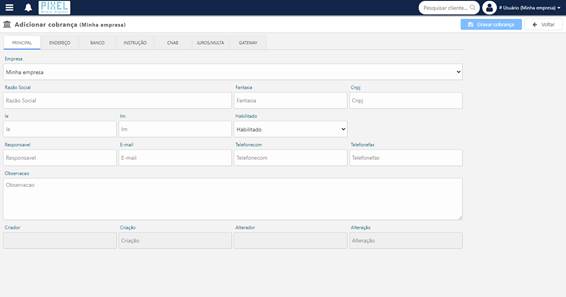 PIXEL
Pesquisar cliente...
# Usuário (Minha empresa)
Adicionar cobrança (Minha empresa)
Gravar cobrança
Voltar
PRINCIPAL ENDEREÇO BANCO INSTRUÇÃO CNAB JUROS/MULTA GATEWAY
Empresa
Minha empresa
Razão Social Fantasia Cnpj
Razão Social Fantasia Cnpj
Ie Im Habilitado
Ie Im Habilitado
Responsavel E-mail Telefonecom Telefonefax
Responsavel E-mail Telefonecom Telefonefax
Observacao
Observacao
Criador Criação Alterador Alteração
Criação Alteração